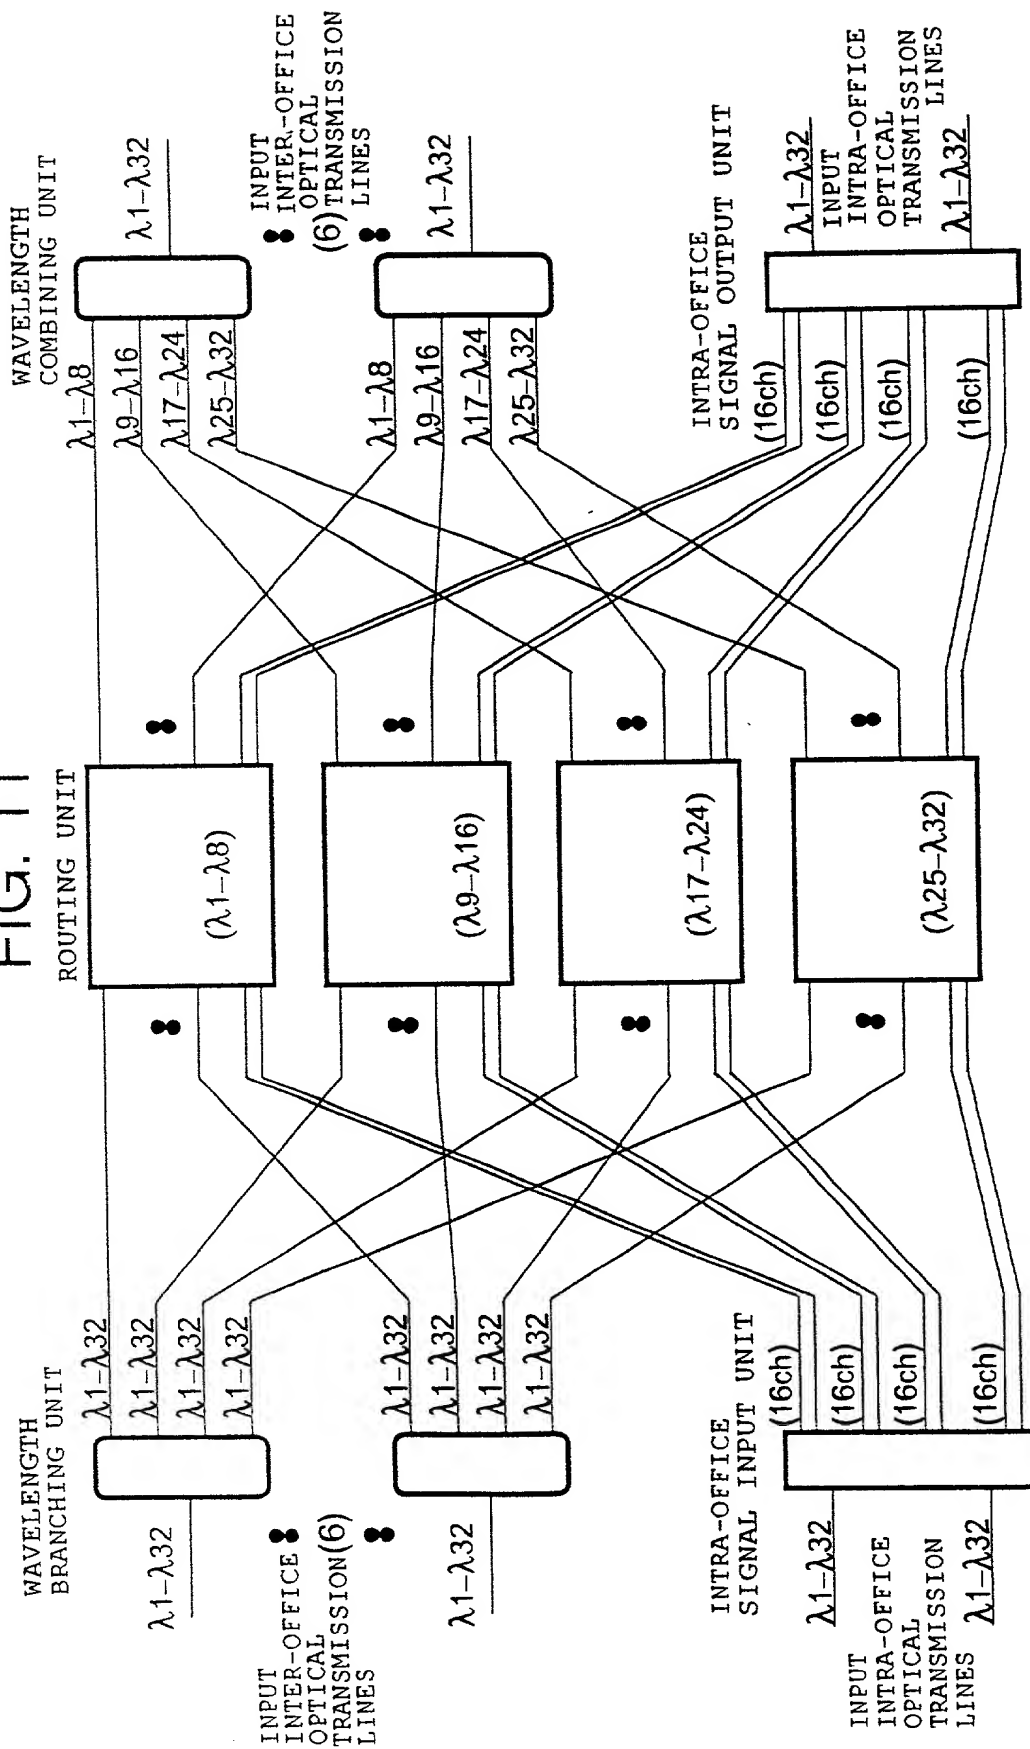 FIG. 11
WAVELENGTH
BRANCHING UNIT
λ1–λ32
λ1–λ32
λ1–λ32
λ1–λ32
λ1–λ32
INPUT
INTER-OFFICE
OPTICAL
TRANSMISSION (6)
LINES
λ1–λ32
λ1–λ32
λ1–λ32
λ1–λ32
λ1–λ32
INTRA-OFFICE
SIGNAL INPUT UNIT
λ1–λ32
(16ch)
(16ch)
(16ch)
(16ch)
INPUT
INTRA-OFFICE
OPTICAL
TRANSMISSION
LINES
λ1–λ32
ROUTING UNIT
(λ1–λ8)
(λ9–λ16)
(λ17–λ24)
(λ25–λ32)
WAVELENGTH
COMBINING UNIT
λ1–λ8
λ9–λ16
λ17–λ24
λ25–λ32
λ1–λ32
INPUT
INTER-OFFICE
OPTICAL
(6) TRANSMISSION
LINES
λ1–λ8
λ9–λ16
λ17–λ24
λ25–λ32
λ1–λ32
INTRA-OFFICE
SIGNAL OUTPUT UNIT
(16ch)
(16ch)
(16ch)
(16ch)
λ1–λ32
INPUT
INTRA-OFFICE
OPTICAL
TRANSMISSION
LINES
λ1–λ32